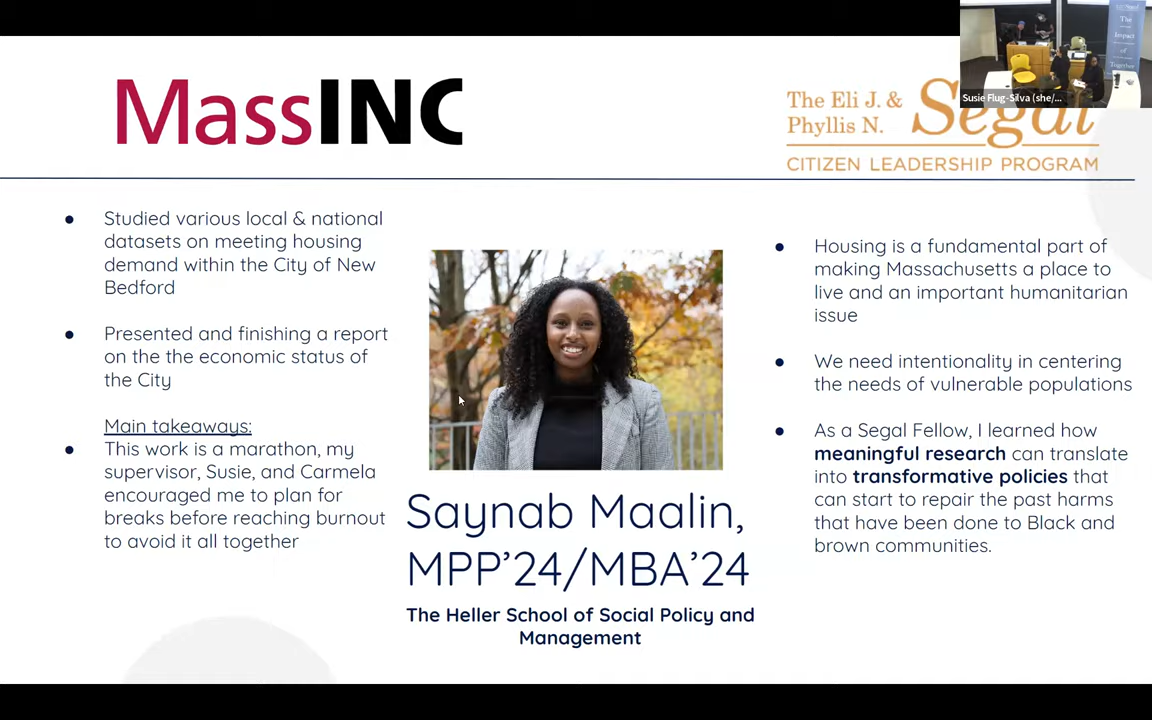 MassINC
The Eli J. &
Phyllis N.
Segal
CITIZEN LEADERSHIP PROGRAM
The
Impact
of
Together
Susie Flug-Silva (she/...
● Studied various local & national
datasets on meeting housing
demand within the City of New
Bedford
● Presented and finishing a report
on the the economic status of
the City
Main takeaways:
● This work is a marathon, my
supervisor, Susie, and Carmela
encouraged me to plan for
breaks before reaching burnout
to avoid it all together
Saynab Maalin,
MPP’24/MBA’24
The Heller School of Social Policy and
Management
● Housing is a fundamental part of
making Massachusetts a place to
live and an important humanitarian
issue
● We need intentionality in centering
the needs of vulnerable populations
● As a Segal Fellow, I learned how
meaningful research can translate
into transformative policies that
can start to repair the past harms
that have been done to Black and
brown communities.